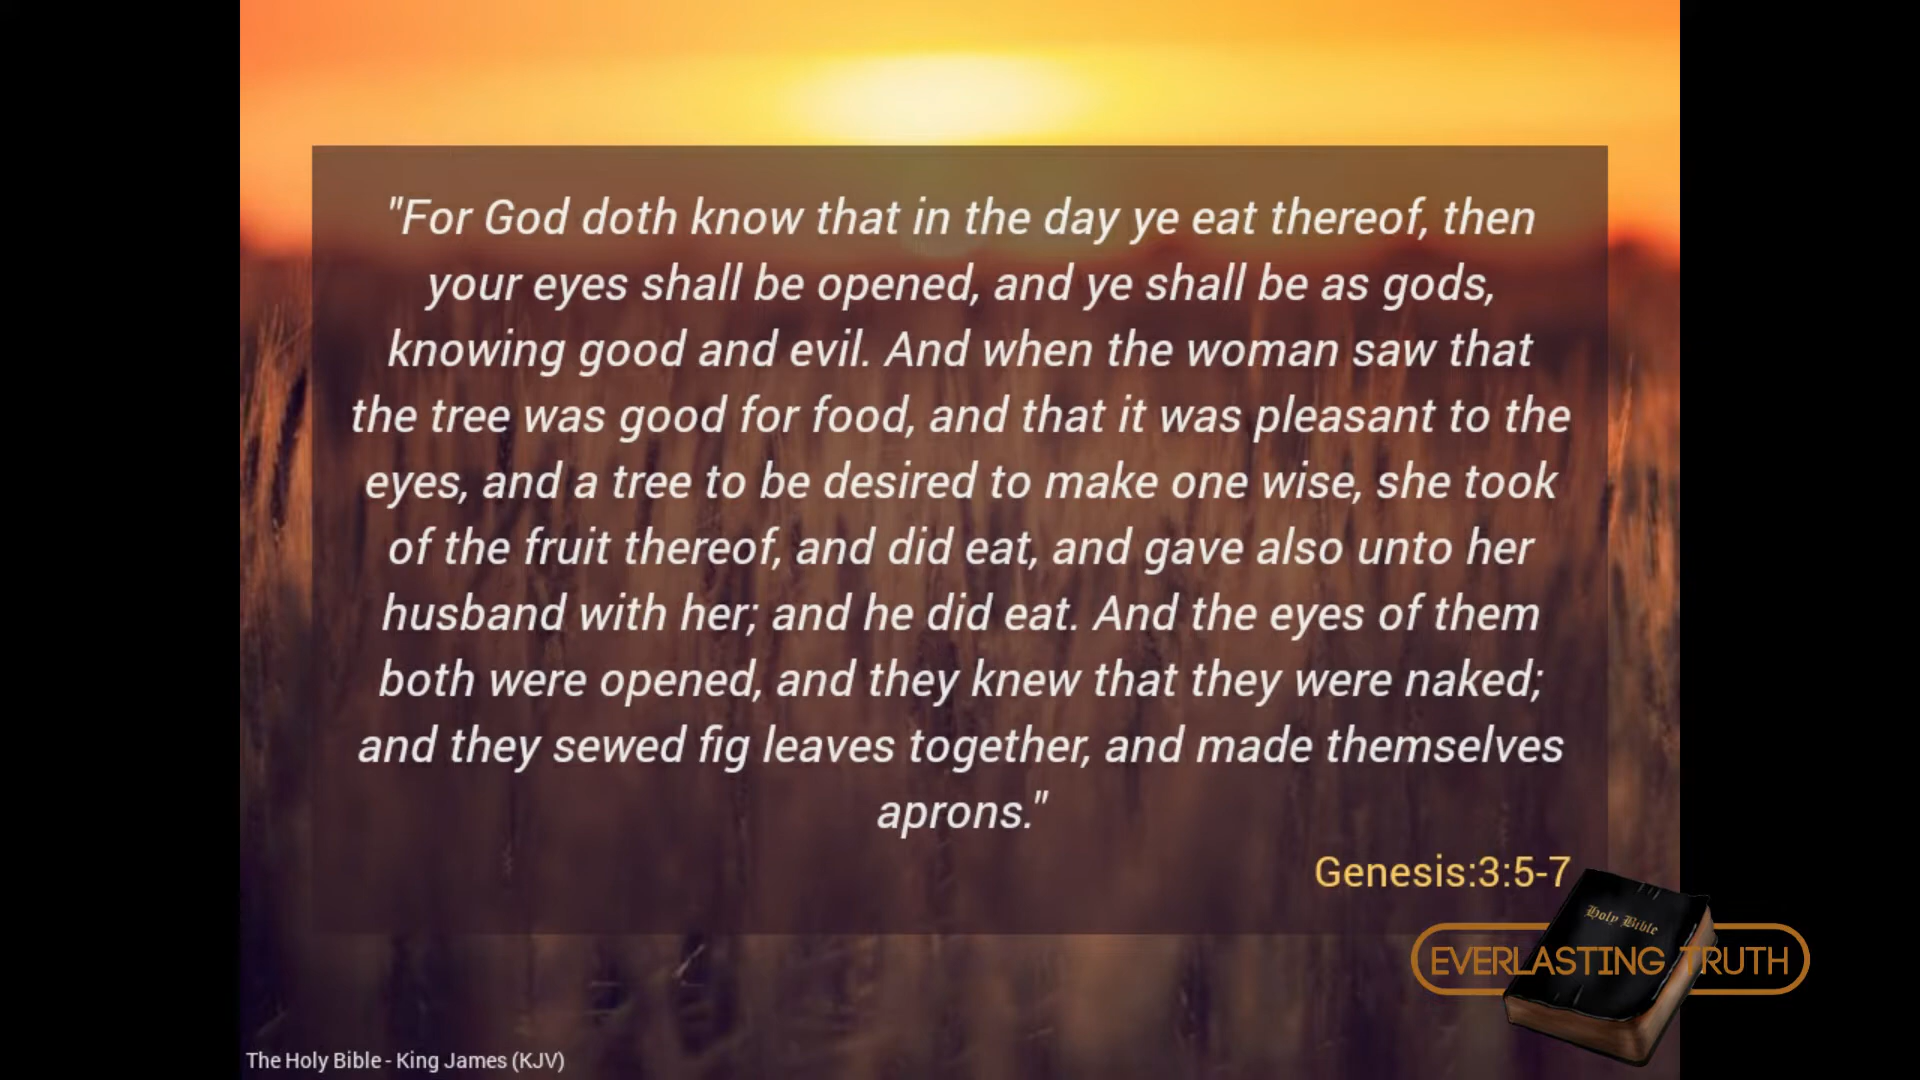 "For God doth know that in the day ye eat thereof, then
your eyes shall be opened, and ye shall be as gods,
knowing good and evil. And when the woman saw that
the tree was good for food, and that it was pleasant to the
eyes, and a tree to be desired to make one wise, she took
of the fruit thereof, and did eat, and gave also unto her
husband with her; and he did eat. And the eyes of them
both were opened, and they knew that they were naked;
and they sewed fig leaves together, and made themselves
aprons."
Genesis:3:5-7
Holy Bible
EVERLASTING TRUTH
The Holy Bible - King James (KJV)